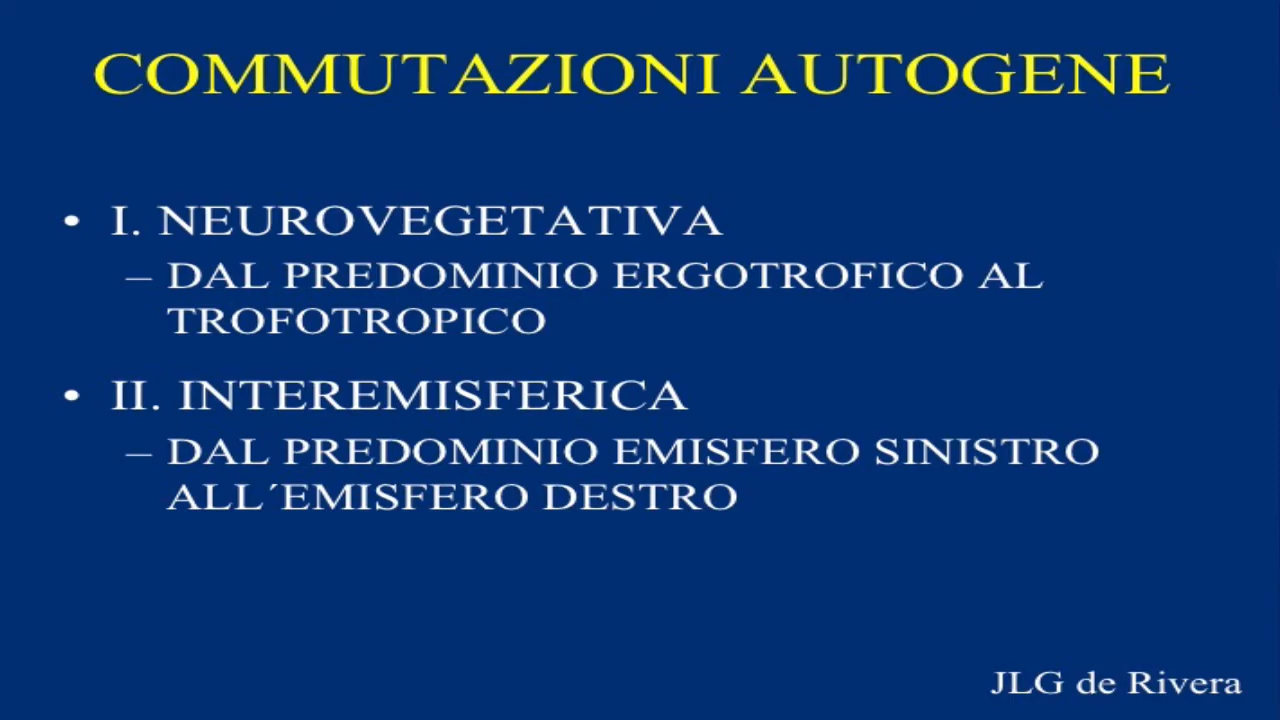 COMMUTAZIONI AUTOGENE
• I. NEUROVEGETATIVA
– DAL PREDOMINIO ERGOTROFICO AL
TROFOTROPICO
• II. INTEREMISFERICA
– DAL PREDOMINIO EMISFERO SINISTRO
ALL´EMISFERO DESTRO
JLG de Rivera